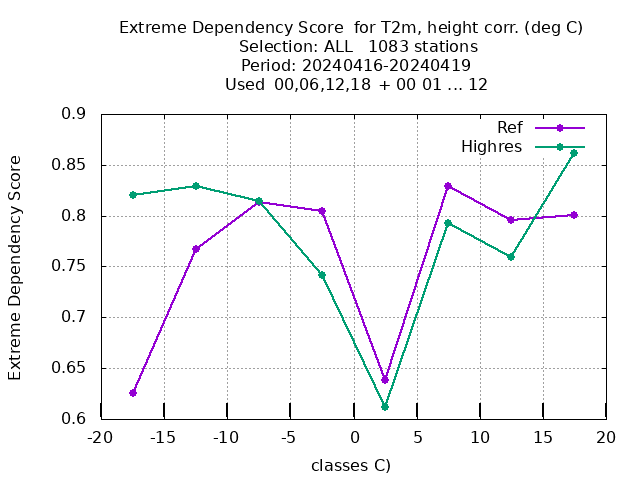 Extreme Dependency Score  for T2m, height corr. (deg C)
Selection: ALL   1083 stations
Period: 20240416-20240419
Used  00,06,12,18 + 00 01 ... 12
Ref
Highres
0.9
0.85
0.8
0.75
0.7
0.65
0.6
Extreme Dependency Score
-20 -15 -10 -5 0 5 10 15 20
classes C)